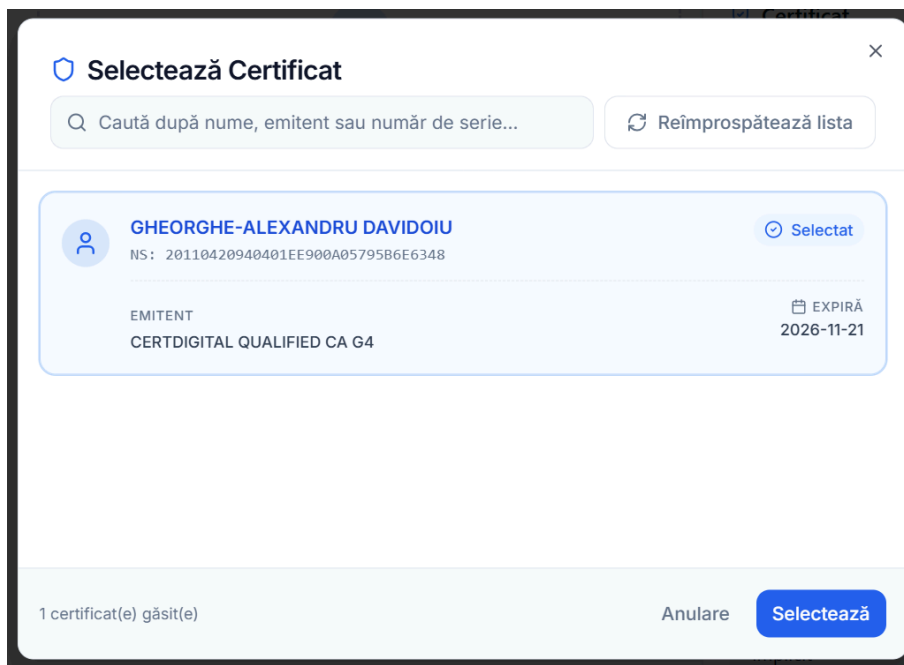 Certificat
Selectează Certificat
Caută după nume, emitent sau număr de serie...
Reîmprospătează lista
GHEORGHE-ALEXANDRU DAVIDOIU
Selectat
NS: 20110420940401EE900A05795B6E6348
EMITENT
EXPIRĂ
CERTDIGITAL QUALIFIED CA G4
2026-11-21
1 certificat(e) găsit(e)
Anulare
Selectează